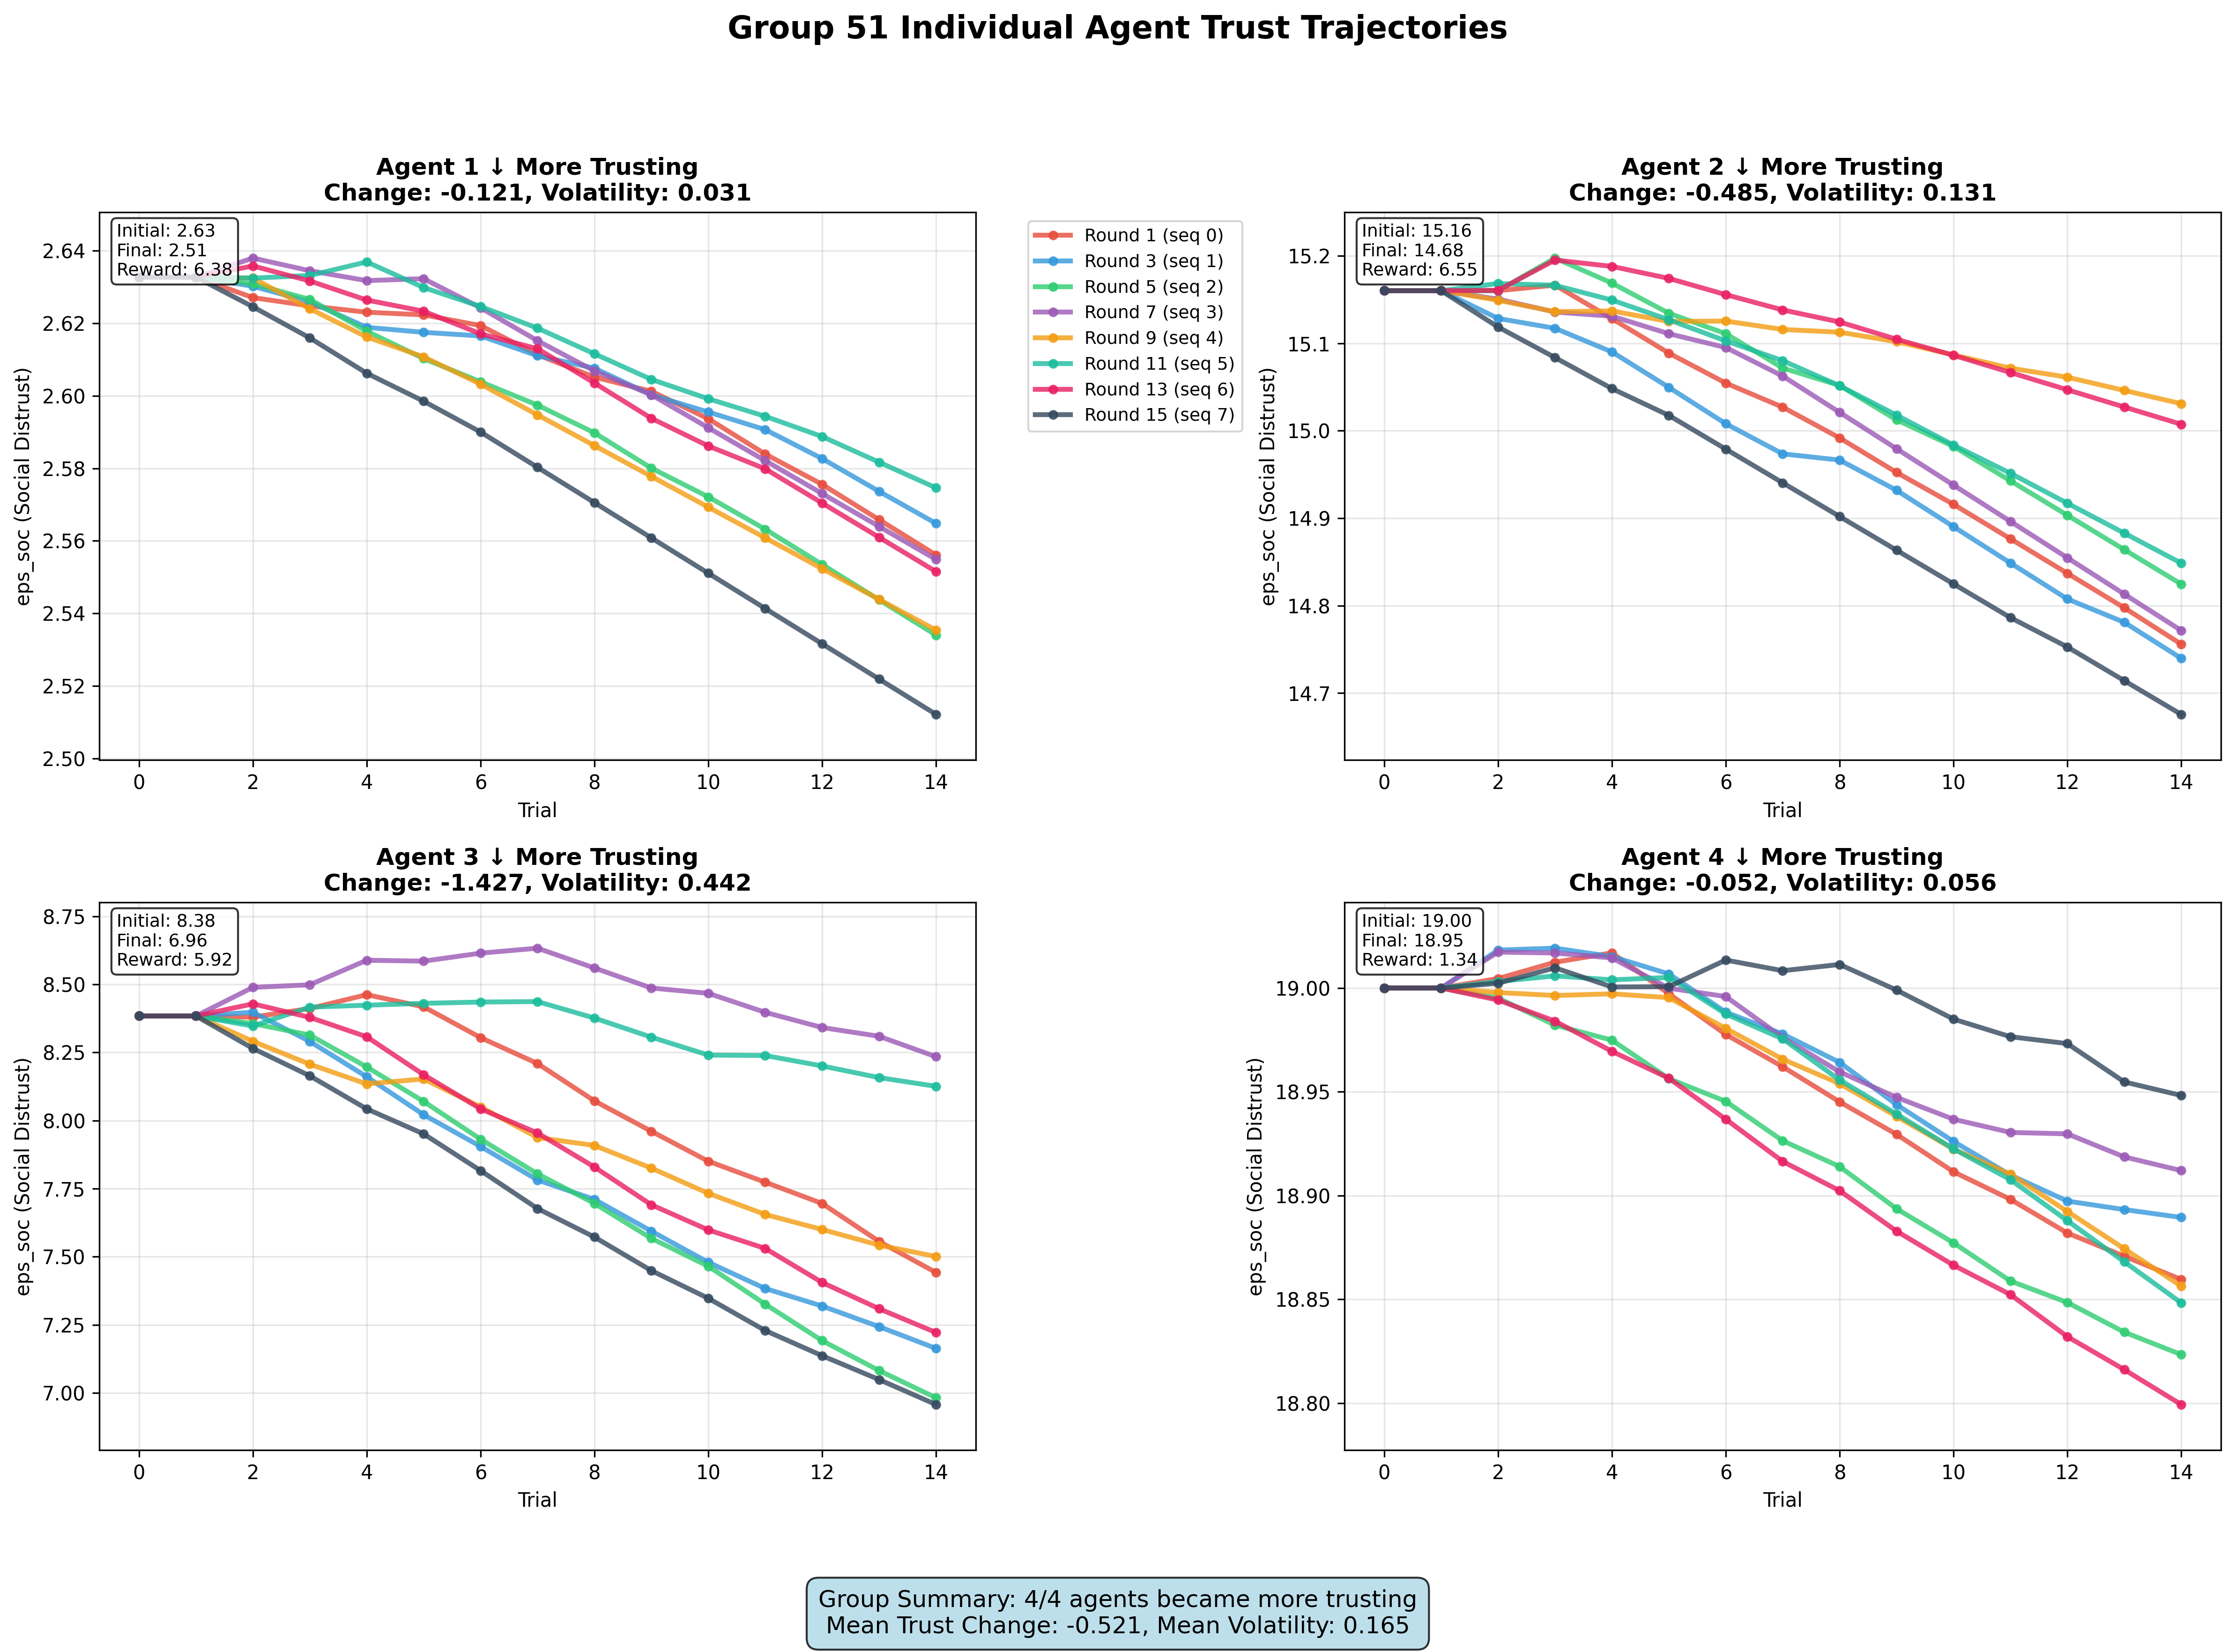 Group 51 Individual Agent Trust Trajectories
Agent 1 ↓ More Trusting
Change: -0.121, Volatility: 0.031
Initial: 2.63
Final: 2.51
Reward: 6.38
2.64
2.62
2.60
2.58
2.56
2.54
2.52
2.50
eps_soc (Social Distrust)
0 2 4 6 8 10 12 14
Trial
Round 1 (seq 0)
Round 3 (seq 1)
Round 5 (seq 2)
Round 7 (seq 3)
Round 9 (seq 4)
Round 11 (seq 5)
Round 13 (seq 6)
Round 15 (seq 7)
Agent 2 ↓ More Trusting
Change: -0.485, Volatility: 0.131
Initial: 15.16
Final: 14.68
Reward: 6.55
15.2
15.1
15.0
14.9
14.8
14.7
eps_soc (Social Distrust)
0 2 4 6 8 10 12 14
Trial
Agent 3 ↓ More Trusting
Change: -1.427, Volatility: 0.442
Initial: 8.38
Final: 6.96
Reward: 5.92
8.75
8.50
8.25
8.00
7.75
7.50
7.25
7.00
eps_soc (Social Distrust)
0 2 4 6 8 10 12 14
Trial
Agent 4 ↓ More Trusting
Change: -0.052, Volatility: 0.056
Initial: 19.00
Final: 18.95
Reward: 1.34
19.00
18.95
18.90
18.85
18.80
eps_soc (Social Distrust)
0 2 4 6 8 10 12 14
Trial
Group Summary: 4/4 agents became more trusting
Mean Trust Change: -0.521, Mean Volatility: 0.165